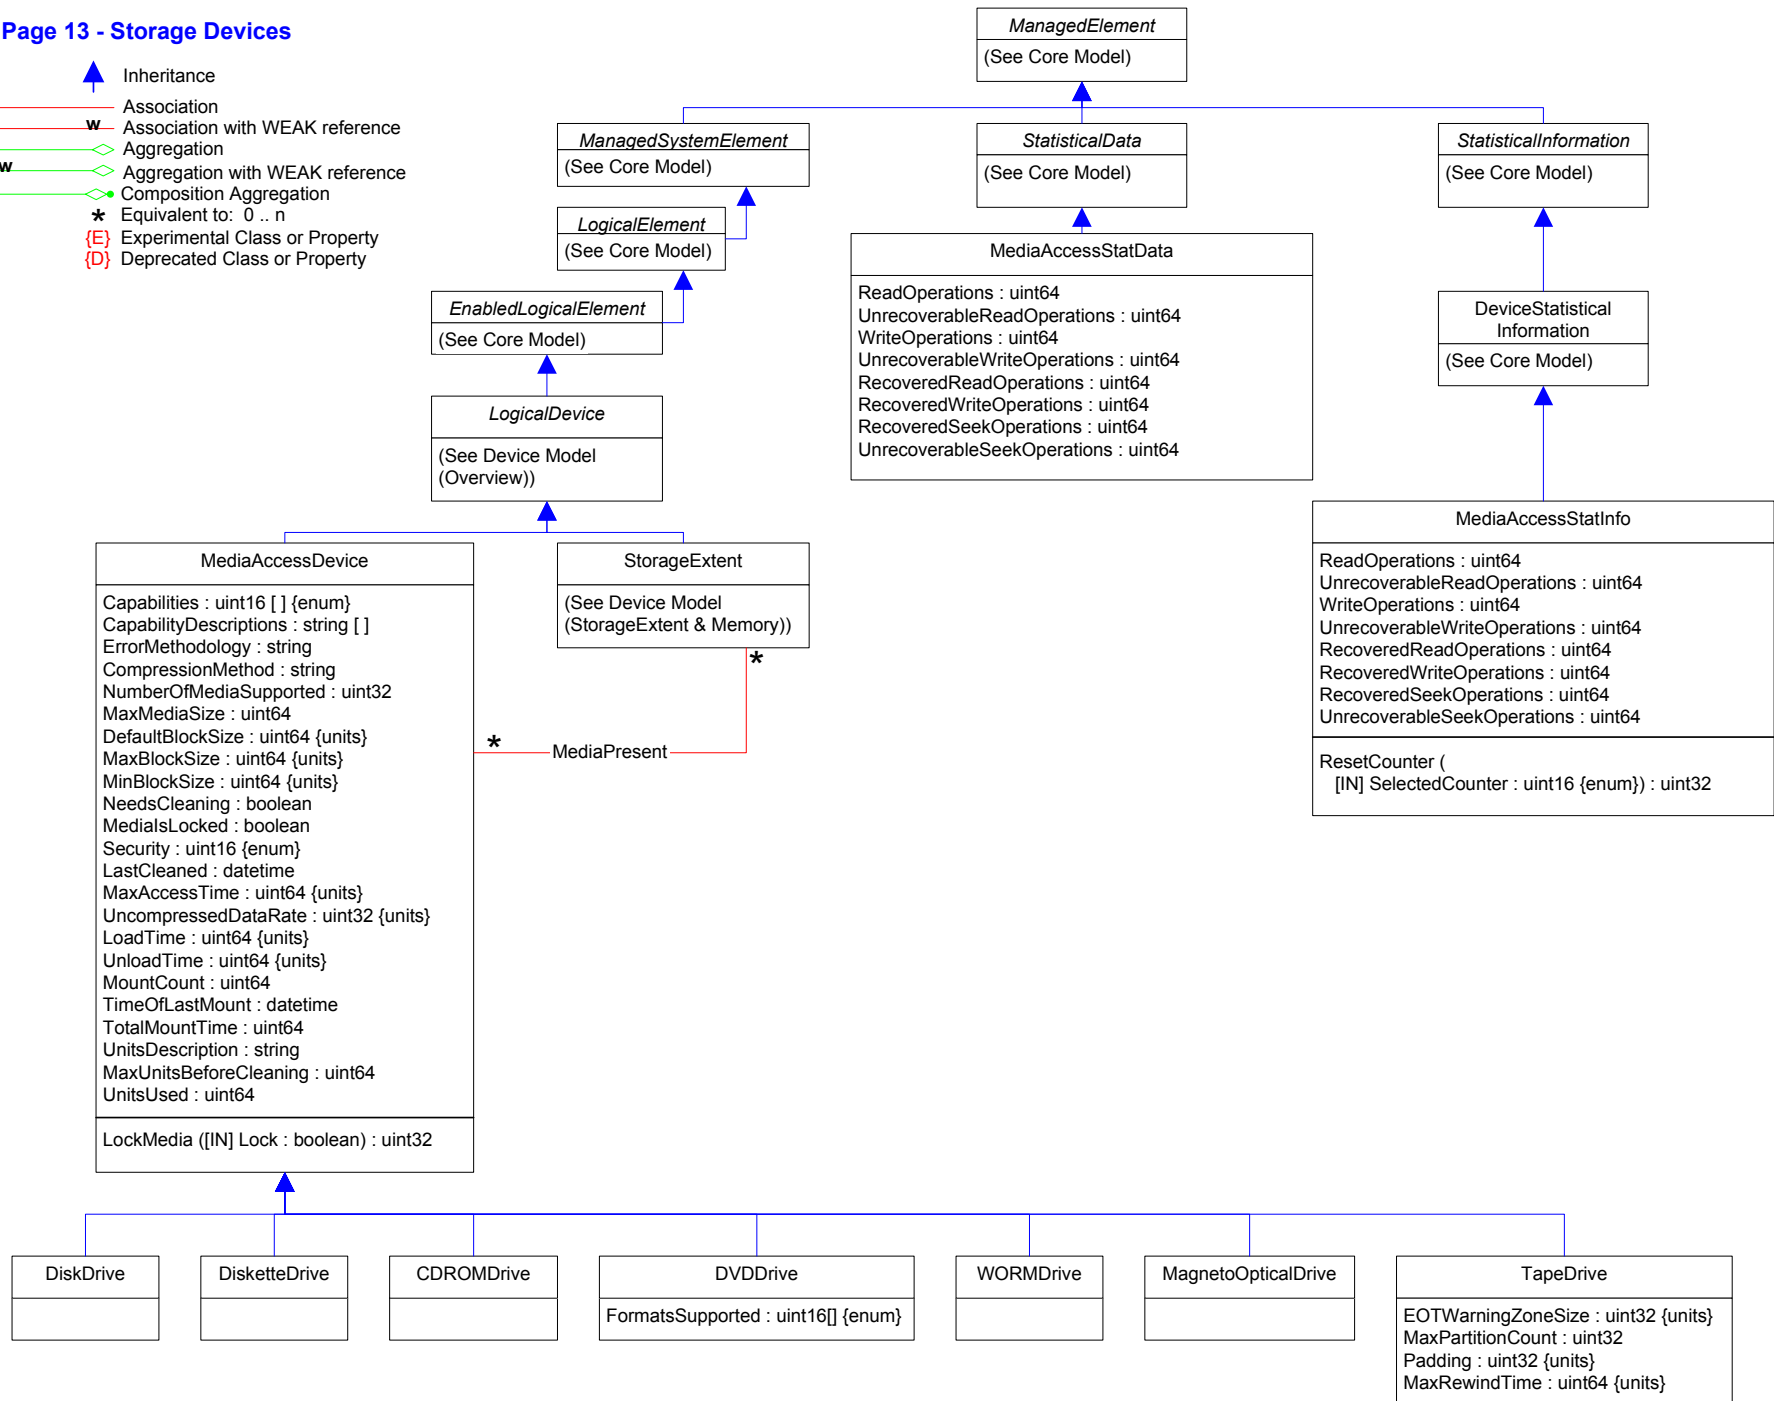 Page 13 - Storage Devices
Inheritance
Association
w Association with WEAK reference
Aggregation
w Aggregation with WEAK reference
Composition Aggregation
* Equivalent to: 0 .. n
{E} Experimental Class or Property
{D} Deprecated Class or Property
ManagedElement
(See Core Model)
ManagedSystemElement
(See Core Model)
StatisticalData
(See Core Model)
StatisticalInformation
(See Core Model)
LogicalElement
(See Core Model)
EnabledLogicalElement
(See Core Model)
LogicalDevice
(See Device Model
(Overview))
MediaAccessStatData
ReadOperations : uint64
UnrecoverableReadOperations : uint64
WriteOperations : uint64
UnrecoverableWriteOperations : uint64
RecoveredReadOperations : uint64
RecoveredWriteOperations : uint64
RecoveredSeekOperations : uint64
UnrecoverableSeekOperations : uint64
DeviceStatistical
Information
(See Core Model)
MediaAccessStatInfo
ReadOperations : uint64
UnrecoverableReadOperations : uint64
WriteOperations : uint64
UnrecoverableWriteOperations : uint64
RecoveredReadOperations : uint64
RecoveredWriteOperations : uint64
RecoveredSeekOperations : uint64
UnrecoverableSeekOperations : uint64
ResetCounter (
[IN] SelectedCounter : uint16 {enum}) : uint32
MediaAccessDevice
Capabilities : uint16 [ ] {enum}
CapabilityDescriptions : string [ ]
ErrorMethodology : string
CompressionMethod : string
NumberOfMediaSupported : uint32
MaxMediaSize : uint64
DefaultBlockSize : uint64 {units}
MaxBlockSize : uint64 {units}
MinBlockSize : uint64 {units}
NeedsCleaning : boolean
MediaIsLocked : boolean
Security : uint16 {enum}
LastCleaned : datetime
MaxAccessTime : uint64 {units}
UncompressedDataRate : uint32 {units}
LoadTime : uint64 {units}
UnloadTime : uint64 {units}
MountCount : uint64
TimeOfLastMount : datetime
TotalMountTime : uint64
UnitsDescription : string
MaxUnitsBeforeCleaning : uint64
UnitsUsed : uint64
LockMedia ([IN] Lock : boolean) : uint32
StorageExtent
(See Device Model
(StorageExtent & Memory))
*
* MediaPresent
DiskDrive
DisketteDrive
CDROMDrive
DVDDrive
FormatsSupported : uint16[] {enum}
WORMDrive
MagnetoOpticalDrive
TapeDrive
EOTWarningZoneSize : uint32 {units}
MaxPartitionCount : uint32
Padding : uint32 {units}
MaxRewindTime : uint64 {units}